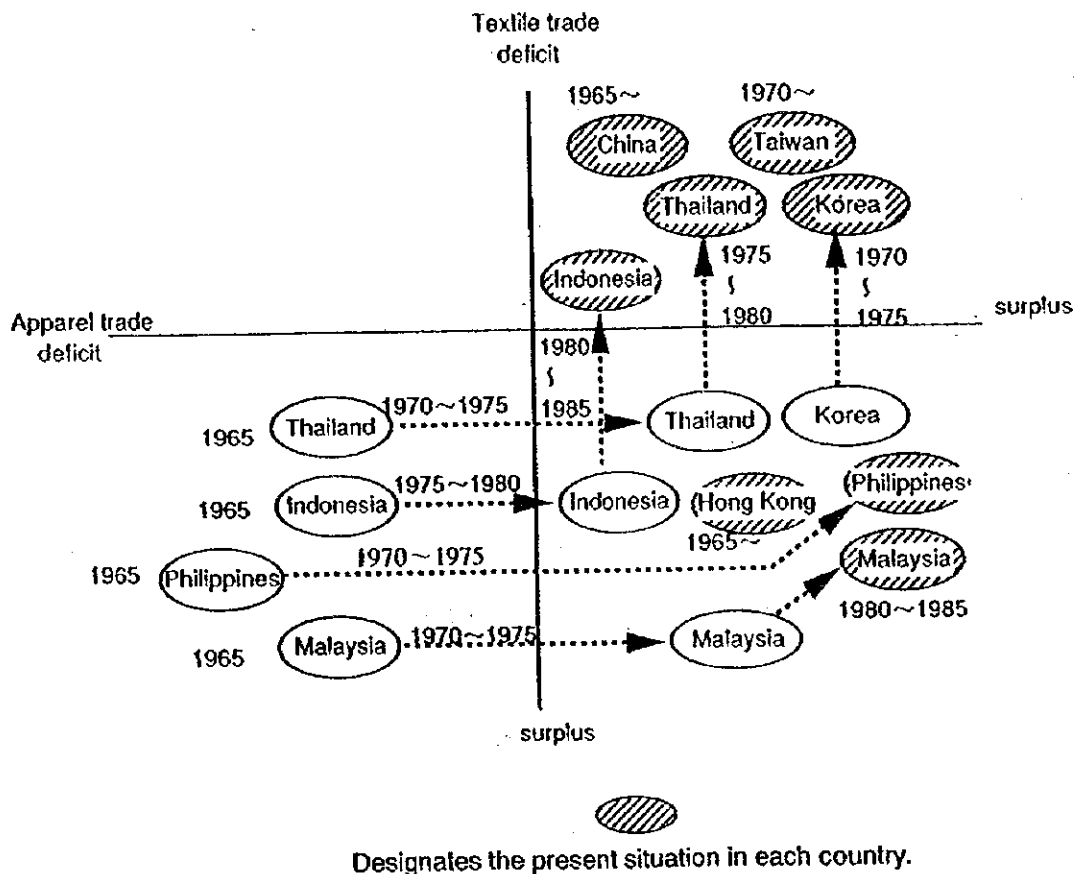 Textile trade
deficit
1965～
1970～
China
Taiwan
Thailand
Korea
Indonesia
1975
∫
1980
1970
∫
1975
Apparel trade
deficit
surplus
1980
∫
1985
1970～1975
1965
Thailand
Thailand
Korea
1975～1980
1965
Indonesia
Indonesia
(Hong Kong
(Philippines
1965～
1970～1975
1965
Philippines
Malaysia
1980～1985
1970～1975
1965
Malaysia
Malaysia
surplus
Designates the present situation in each country.